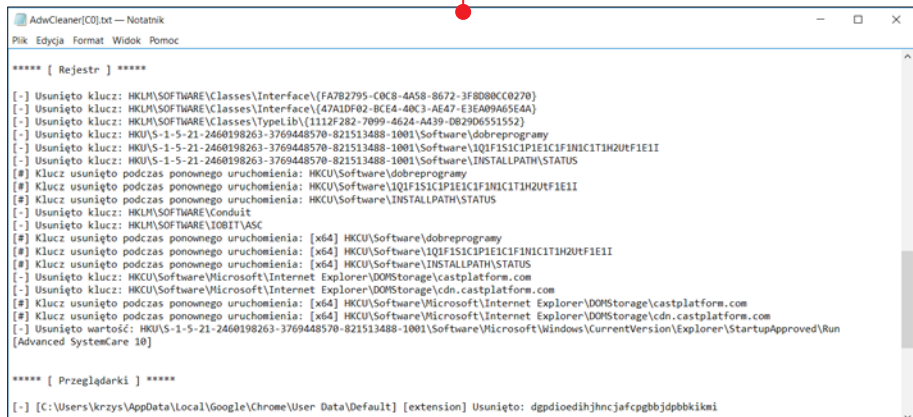 AdwCleaner[C0].txt — Notatnik
Plik Edycja Format Widok Pomoc
***** [ Rejestr ] *****
[-] Usunięto klucz: HKLM\SOFTWARE\Classes\Interface\{FA7B2795-C0C8-4A58-8672-3F8D80CC0270}
[-] Usunięto klucz: HKLM\SOFTWARE\Classes\Interface\{47A1DF02-BCE4-40C3-AE47-E3EA09A65E4A}
[-] Usunięto klucz: HKLM\SOFTWARE\Classes\TypeLib\{1112F282-7099-4624-A439-DB29D6551552}
[-] Usunięto klucz: HKU\S-1-5-21-2460198263-3769448570-821513488-1001\Software\dobreprogramy
[-] Usunięto klucz: HKU\S-1-5-21-2460198263-3769448570-821513488-1001\Software\1Q1F1S1C1P1E1C1F1N1C1T1H2UtF1E1I
[-] Usunięto klucz: HKU\S-1-5-21-2460198263-3769448570-821513488-1001\Software\INSTALLPATH\STATUS
[#] Klucz usunięto podczas ponownego uruchomienia: HKCU\Software\dobreprogramy
[#] Klucz usunięto podczas ponownego uruchomienia: HKCU\Software\1Q1F1S1C1P1E1C1F1N1C1T1H2UtF1E1I
[#] Klucz usunięto podczas ponownego uruchomienia: HKCU\Software\INSTALLPATH\STATUS
[-] Usunięto klucz: HKLM\SOFTWARE\Conduit
[-] Usunięto klucz: HKLM\SOFTWARE\IOBIT\ASC
[#] Klucz usunięto podczas ponownego uruchomienia: [x64] HKCU\Software\dobreprogramy
[#] Klucz usunięto podczas ponownego uruchomienia: [x64] HKCU\Software\1Q1F1S1C1P1E1C1F1N1C1T1H2UtF1E1I
[#] Klucz usunięto podczas ponownego uruchomienia: [x64] HKCU\Software\INSTALLPATH\STATUS
[-] Usunięto klucz: HKCU\Software\Microsoft\Internet Explorer\DOMStorage\castplatform.com
[-] Usunięto klucz: HKCU\Software\Microsoft\Internet Explorer\DOMStorage\cdn.castplatform.com
[#] Klucz usunięto podczas ponownego uruchomienia: [x64] HKCU\Software\Microsoft\Internet Explorer\DOMStorage\castplatform.com
[#] Klucz usunięto podczas ponownego uruchomienia: [x64] HKCU\Software\Microsoft\Internet Explorer\DOMStorage\cdn.castplatform.com
[-] Usunięto wartość: HKU\S-1-5-21-2460198263-3769448570-821513488-1001\Software\Microsoft\Windows\CurrentVersion\Explorer\StartupApproved\Run
[Advanced SystemCare 10]
***** [ Przeglądarki ] *****
[-] [C:\Users\krzys\AppData\Local\Google\Chrome\User Data\Default] [extension] Usunięto: dgpdioedihjhncjafcpgbbjdpbbkikmi